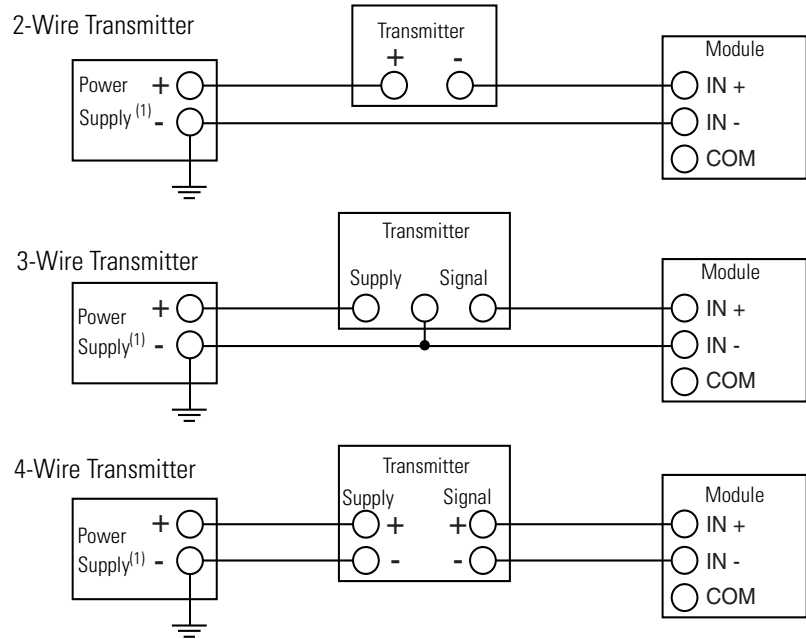 2-Wire Transmitter
Transmitter
+ -
Module
Power +
Supply (1) -
IN +
IN -
COM
3-Wire Transmitter
Transmitter
Supply Signal
Module
Power +
Supply(1) -
IN +
IN -
COM
4-Wire Transmitter
Transmitter
Supply Signal
+ +
- -
Module
Power +
Supply(1) -
IN +
IN -
COM